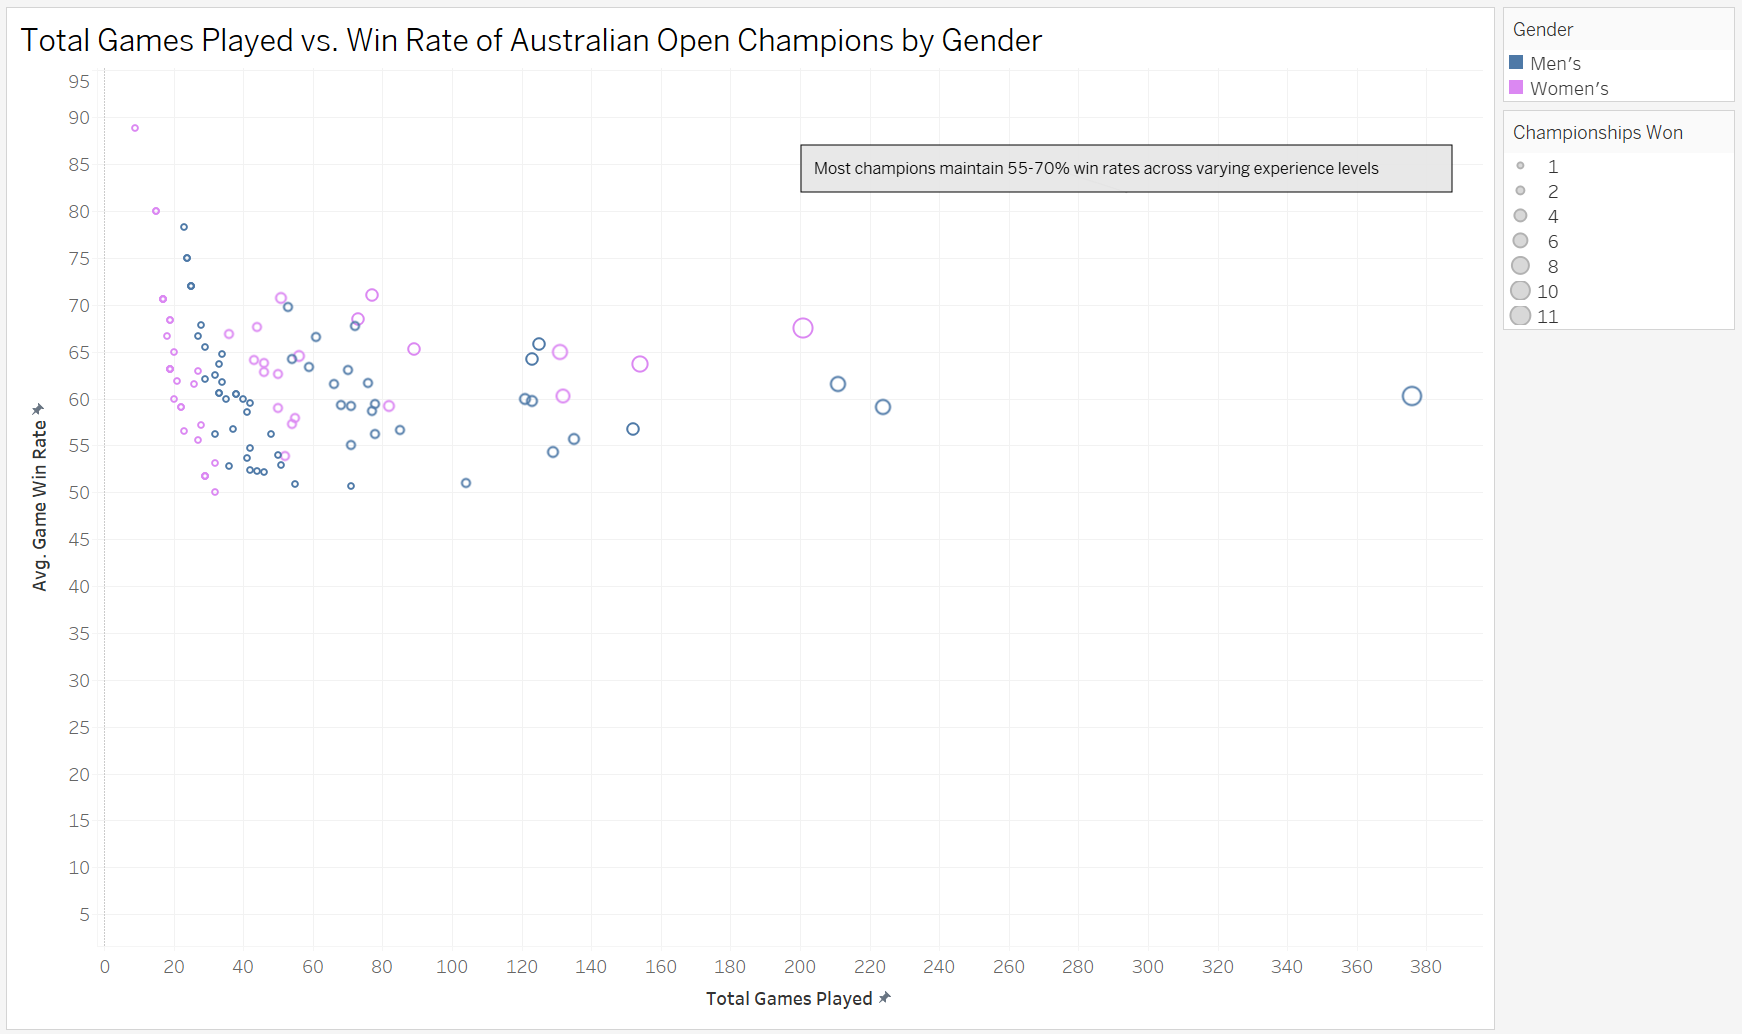 Total Games Played vs. Win Rate of Australian Open Champions by Gender
95
90
85
80
75
70
65
60
55
50
45
40
35
30
25
20
15
10
5
Avg. Game Win Rate
Most champions maintain 55-70% win rates across varying experience levels
0 20 40 60 80 100 120 140 160 180 200 220 240 260 280 300 320 340 360 380
Total Games Played
Gender
Men's
Women's
Championships Won
1
2
4
6
8
10
11